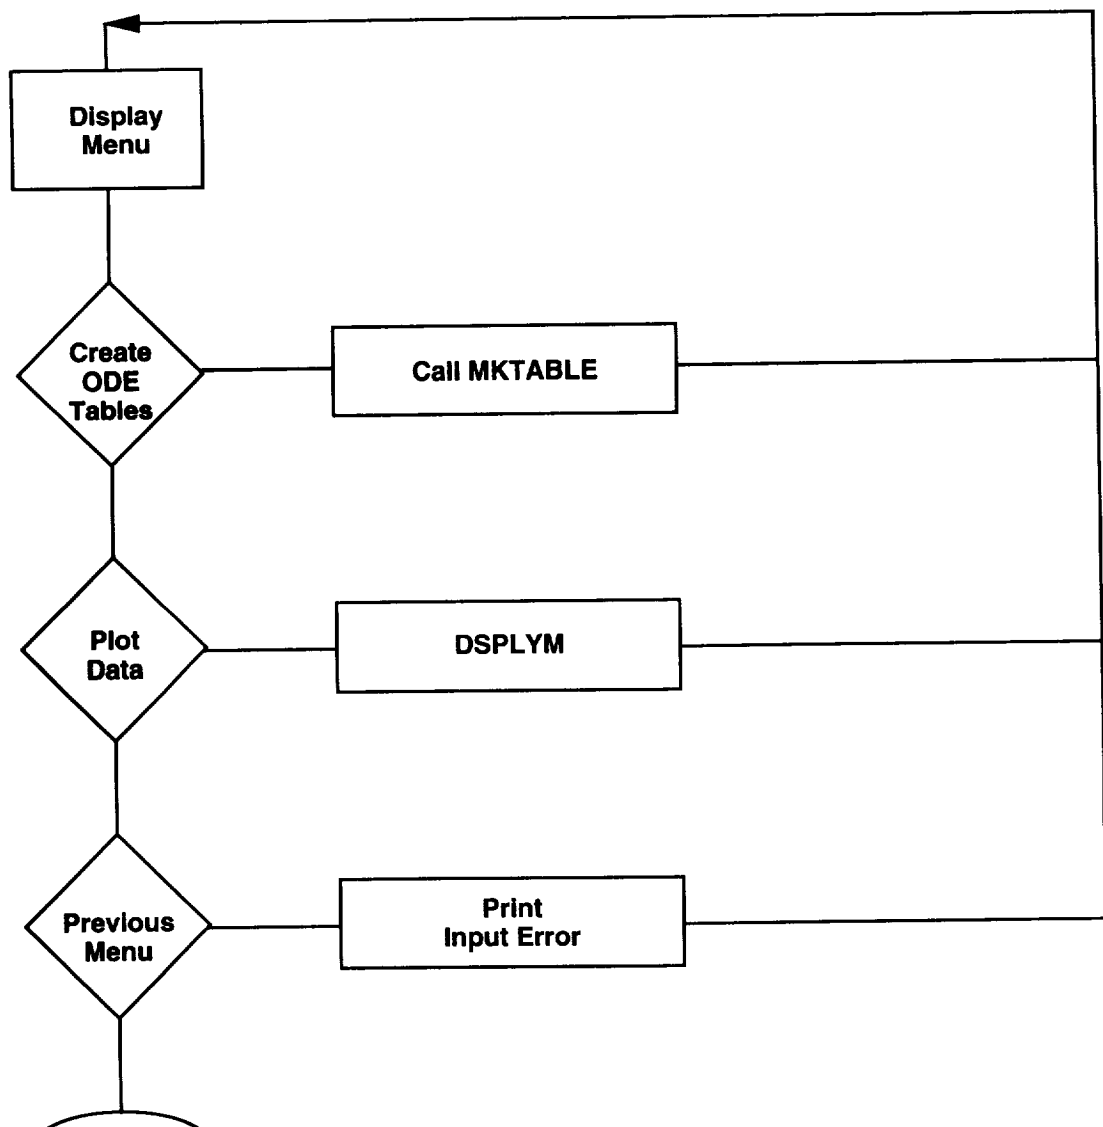 Display
Menu
Create
ODE
Tables
Call MKTABLE
Plot
Data
DSPLYM
Previous
Menu
Print
Input Error